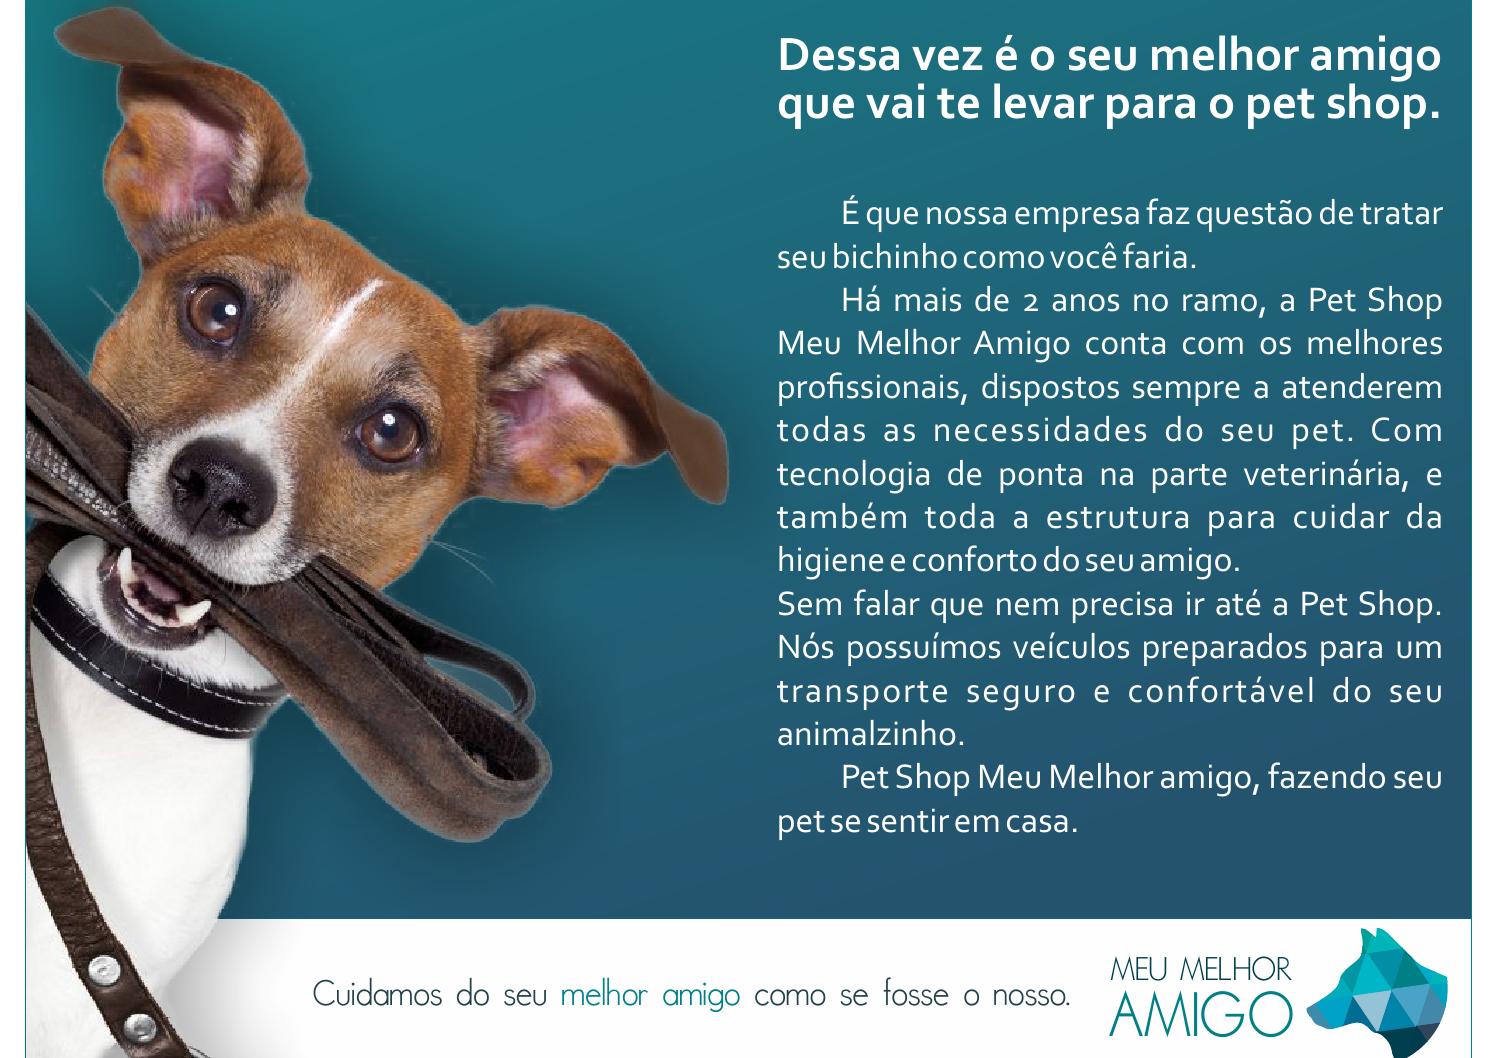 Dessa vez é o seu melhor amigo
que vai te levar para o pet shop.
É que nossa empresa faz questão de tratar
seu bichinho como você faria.
Há mais de 2 anos no ramo, a Pet Shop
Meu Melhor Amigo conta com os melhores
profissionais, dispostos sempre a atenderem
todas as necessidades do seu pet. Com
tecnologia de ponta na parte veterinária, e
também toda a estrutura para cuidar da
higiene e conforto do seu amigo.
Sem falar que nem precisa ir até a Pet Shop.
Nós possuímos veículos preparados para um
transporte seguro e confortável do seu
animalzinho.
Pet Shop Meu Melhor amigo, fazendo seu
pet se sentir em casa.
Cuidamos do seu melhor amigo como se fosse o nosso.
MEU MELHOR
AMIGO